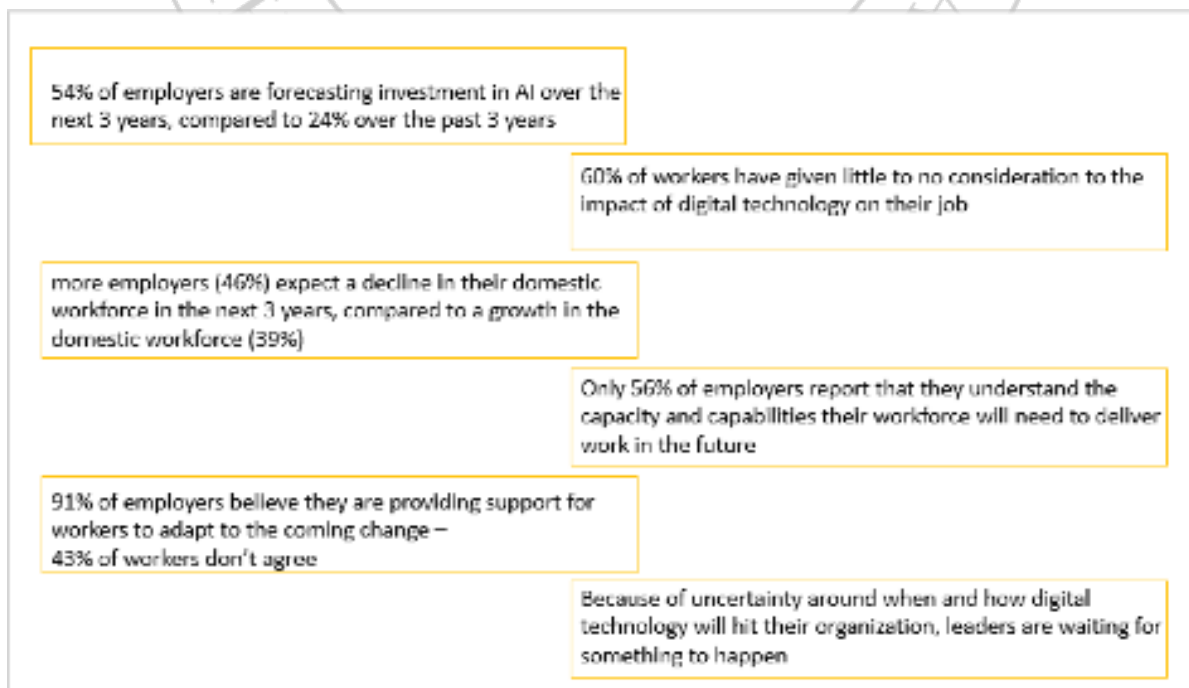 54% of employers are forecasting investment in AI over the
next 3 years, compared to 24% over the past 3 years
60% of workers have given little to no consideration to the
impact of digital technology on their job
more employers (46%) expect a decline in their domestic
workforce in the next 3 years, compared to a growth in the
domestic workforce (39%)
Only 56% of employers report that they understand the
capacity and capabilities their workforce will need to deliver
work in the future
91% of employers believe they are providing support for
workers to adapt to the coming change –
43% of workers don't agree
Because of uncertainty around when and how digital
technology will hit their organization, leaders are waiting for
something to happen